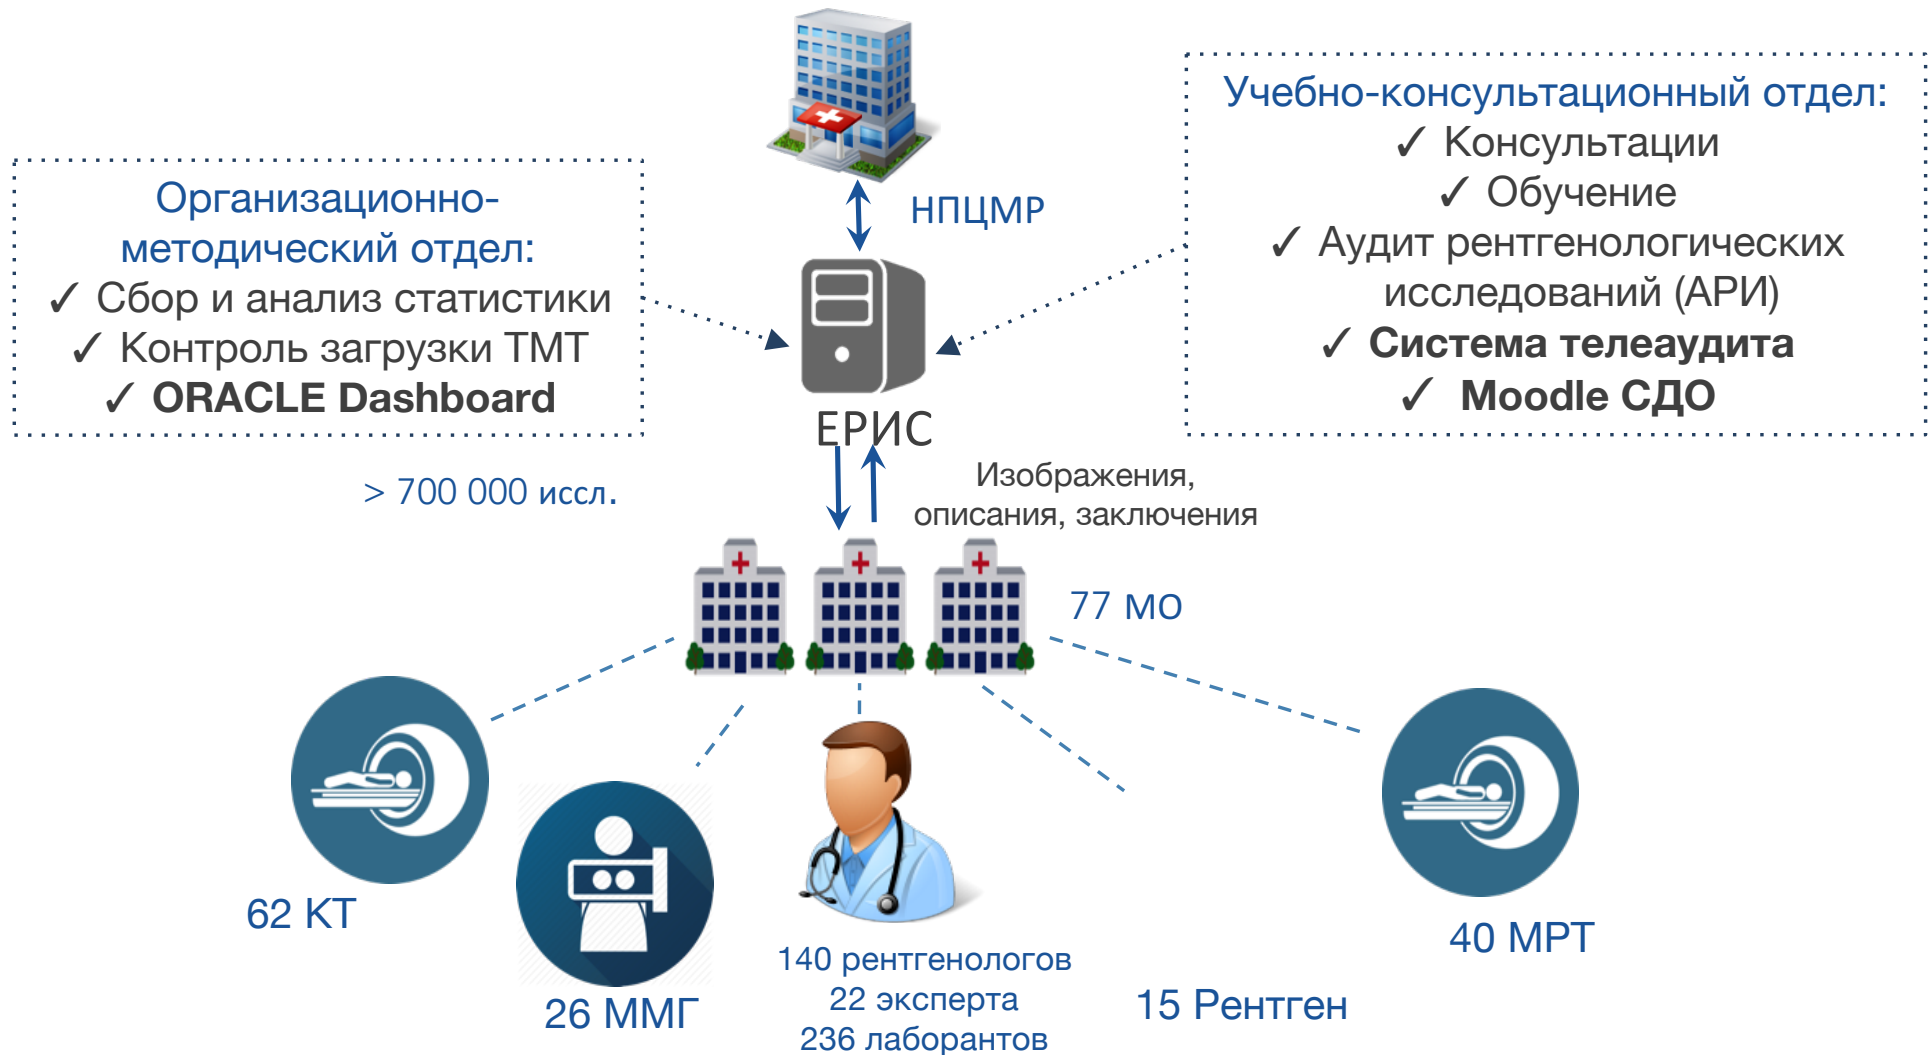 НПЦМР
Организационно-
методический отдел:
✓ Сбор и анализ статистики
✓ Контроль загрузки ТМТ
✓ ORACLE Dashboard
Учебно-консультационный отдел:
✓ Консультации
✓ Обучение
✓ Аудит рентгенологических
исследований (АРИ)
✓ Система телеаудита
✓ Moodle СДО
ЕРИС
> 700 000 иссл.
Изображения,
описания, заключения
77 МО
62 КТ
26 ММГ
140 рентгенологов
22 эксперта
236 лаборантов
15 Рентген
40 МРТ